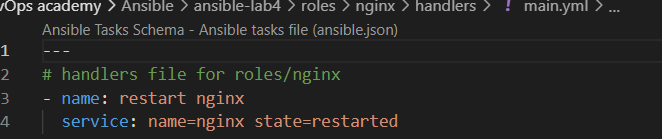 vOps academy > Ansible > ansible-lab4 > roles > nginx > handlers > ! main.yml > ...
Ansible Tasks Schema - Ansible tasks file (ansible.json)
1 ---
2 # handlers file for roles/nginx
3 - name: restart nginx
4   service: name=nginx state=restarted